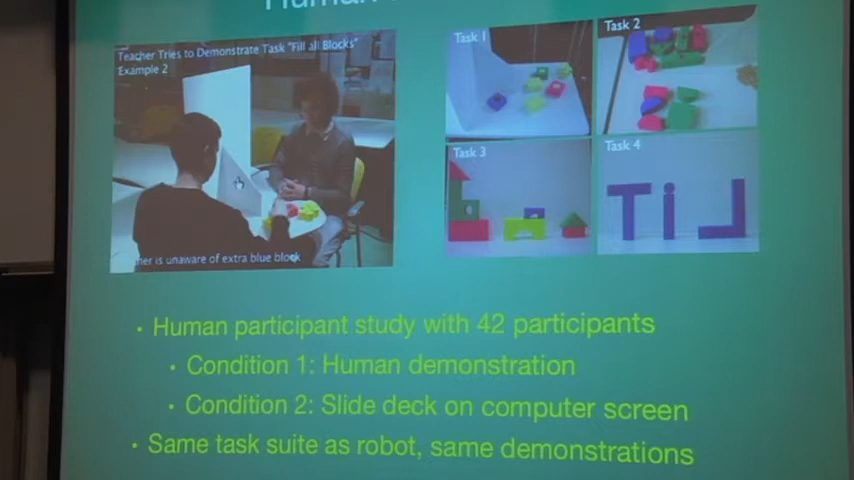 Human
Teacher Tries to Demonstrate Task "Fill all Blocks"
Example 2
is unaware of extra blue block
Task 1
Task 2
Task 3
Task 4
• Human participant study with 42 participants
• Condition 1: Human demonstration
• Condition 2: Slide deck on computer screen
• Same task suite as robot, same demonstrations